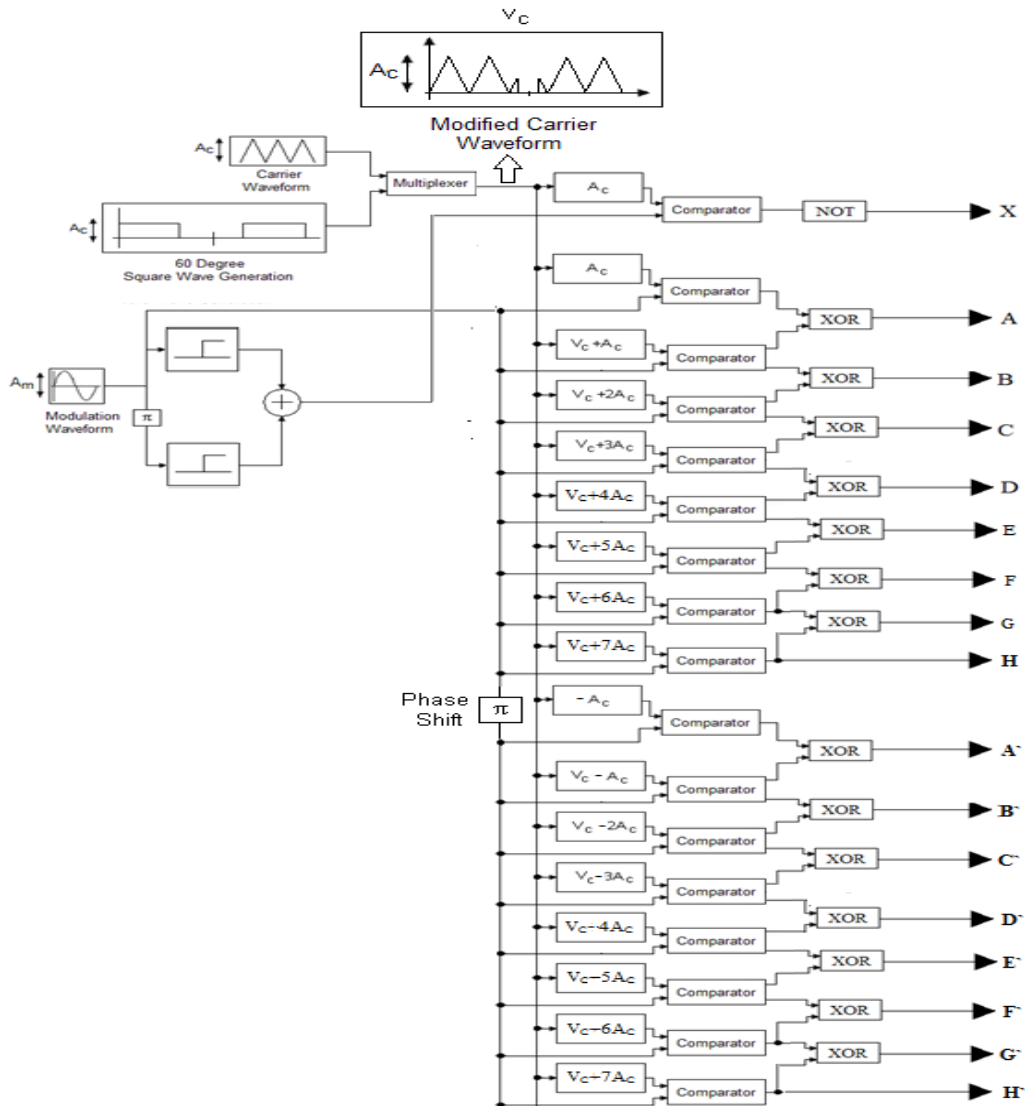 V C
Ac
Modified Carrier
Waveform
Ac
Carrier
Waveform
Multiplexer
Ac
60 Degree
Square Wave Generation
Am
Modulation
Waveform
π
+
Ac
Comparator
NOT
X
Ac
Comparator
XOR
A
Vc+Ac
Comparator
XOR
B
Vc+2Ac
Comparator
XOR
C
Vc+3Ac
Comparator
XOR
D
Vc+4Ac
Comparator
XOR
E
Vc+5Ac
Comparator
XOR
F
Vc+6Ac
Comparator
XOR
G
Vc+7Ac
Comparator
H
Phase
Shift
π
-Ac
Comparator
XOR
A`
Vc-Ac
Comparator
XOR
B`
Vc-2Ac
Comparator
XOR
C`
Vc-3Ac
Comparator
XOR
D`
Vc-4Ac
Comparator
XOR
E`
Vc-5Ac
Comparator
XOR
F`
Vc-6Ac
Comparator
XOR
G`
Vc+7Ac
Comparator
H`